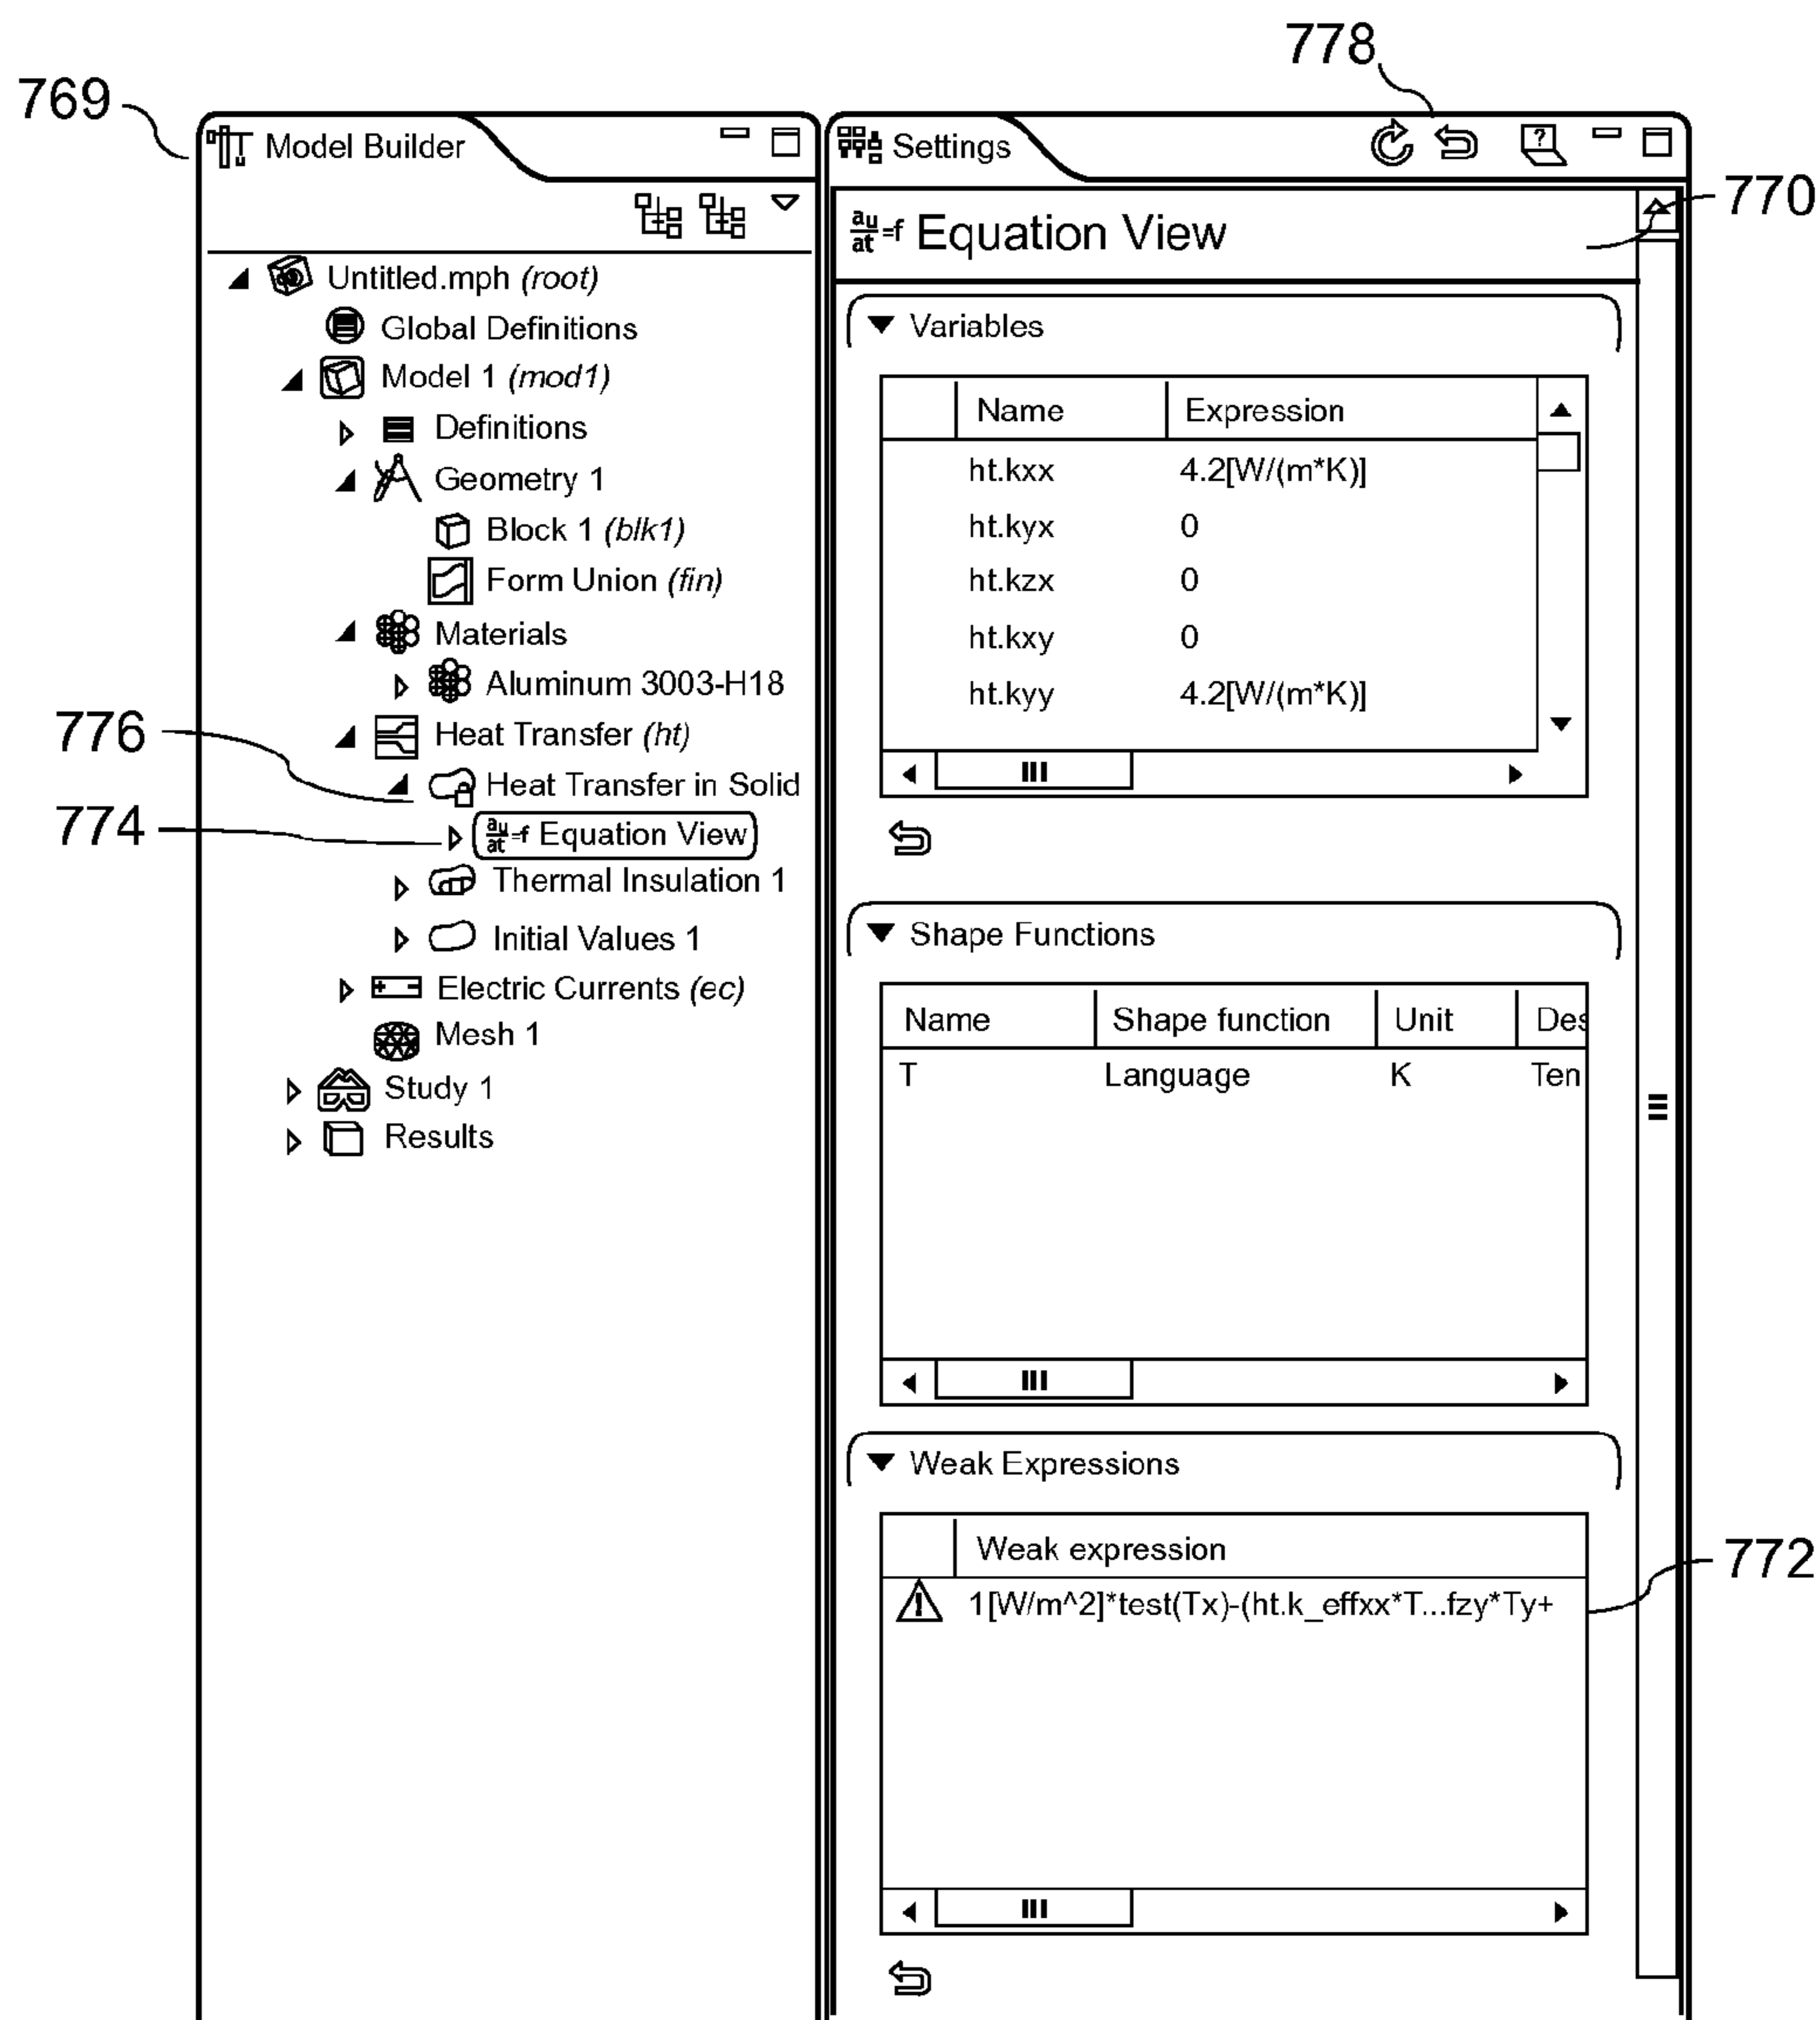 778
769
Model Builder
Settings
770
∂u/∂t=f Equation View
Untitled.mph (root)
Global Definitions
Model 1 (mod1)
Definitions
Geometry 1
Block 1 (blk1)
Form Union (fin)
Materials
Aluminum 3003-H18
776
Heat Transfer (ht)
Heat Transfer in Solid
774
au/at=f Equation View
Thermal Insulation 1
Initial Values 1
Electric Currents (ec)
Mesh 1
Study 1
Results
Variables
Name Expression
ht.kxx 4.2[W/(m*K)]
ht.kyx 0
ht.kzx 0
ht.kxy 0
ht.kyy 4.2[W/(m*K)]
Shape Functions
Name Shape function Unit Des
T Language K Ten
Weak Expressions
Weak expression
772
1[W/m^2]*test(Tx)-(ht.k_effxx*T...fzy*Ty+